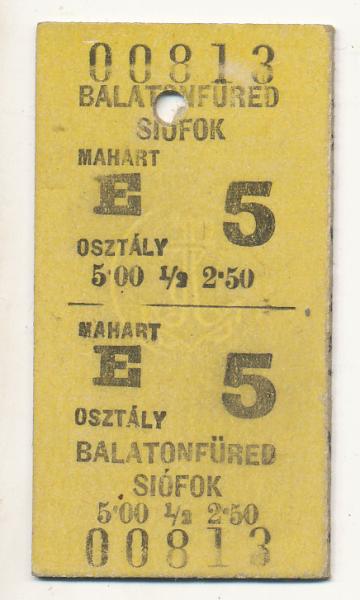 00813
BALATONFÜRED
SIÓFOK
MAHART
E 5
OSZTÁLY
5·00 1/2 2·50
MAHART
E 5
OSZTÁLY
BALATONFÜRED
SIÓFOK
5·00 1/2 2·50
00813